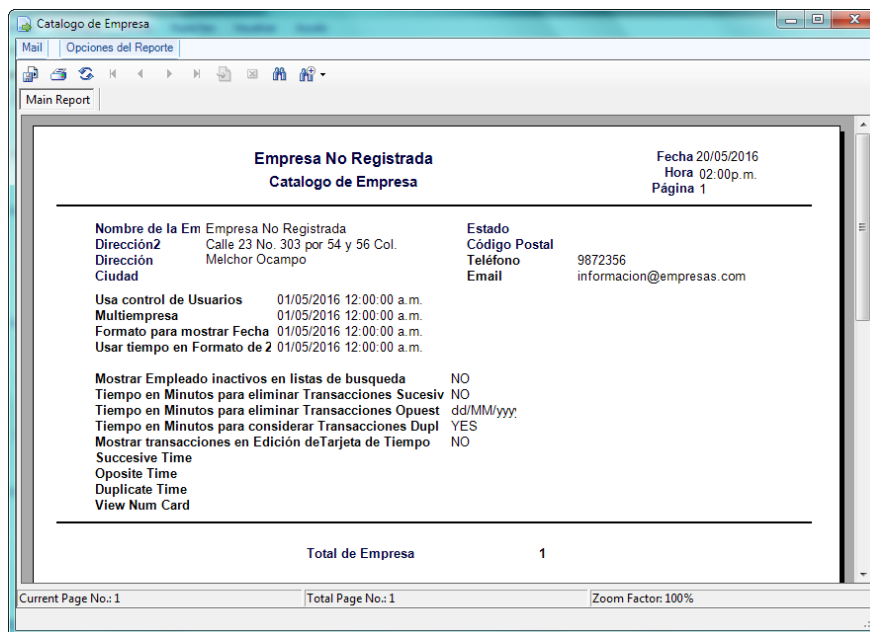 Catalogo de Empresa
Mail Opciones del Reporte
Main Report
Empresa No Registrada
Catalogo de Empresa
Fecha 20/05/2016
Hora 02:00p.m.
Página 1
Nombre de la Em Empresa No Registrada Estado
Dirección2 Calle 23 No. 303 por 54 y 56 Col. Código Postal
Dirección Melchor Ocampo Teléfono 9872356
Ciudad Email informacion@empresas.com
Usa control de Usuarios 01/05/2016 12:00:00 a.m.
Multiempresa 01/05/2016 12:00:00 a.m.
Formato para mostrar Fecha 01/05/2016 12:00:00 a.m.
Usar tiempo en Formato de 2 01/05/2016 12:00:00 a.m.
Mostrar Empleado inactivos en listas de busqueda NO
Tiempo en Minutos para eliminar Transacciones Sucesiv NO
Tiempo en Minutos para eliminar Transacciones Opuest dd/MM/yyy
Tiempo en Minutos para considerar Transacciones Dupl YES
Mostrar transacciones en Edición deTarjeta de Tiempo NO
Succesive Time
Oposite Time
Duplicate Time
View Num Card
Total de Empresa 1
Current Page No.: 1 Total Page No.: 1 Zoom Factor: 100%